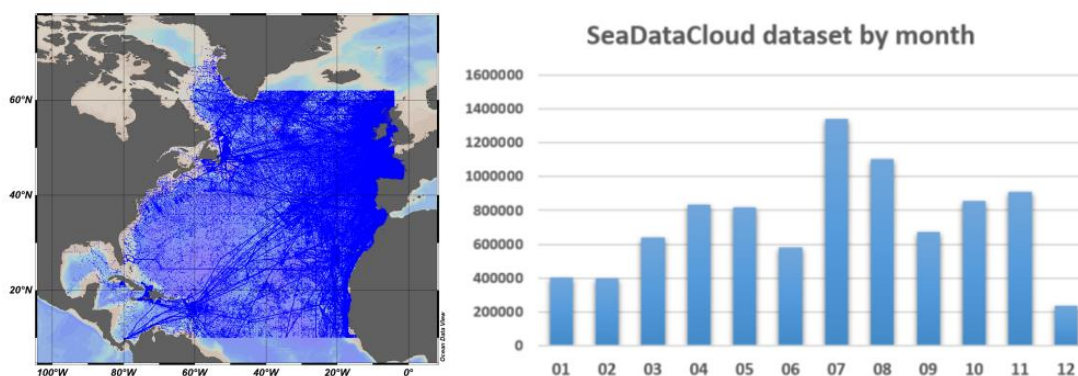 60°N
40°N
20°N
100°W 80°W 60°W 40°W 20°W 0°
Ocean Data View
SeaDataCloud dataset by month
1600000
1400000
1200000
1000000
800000
600000
400000
200000
0
01 02 03 04 05 06 07 08 09 10 11 12